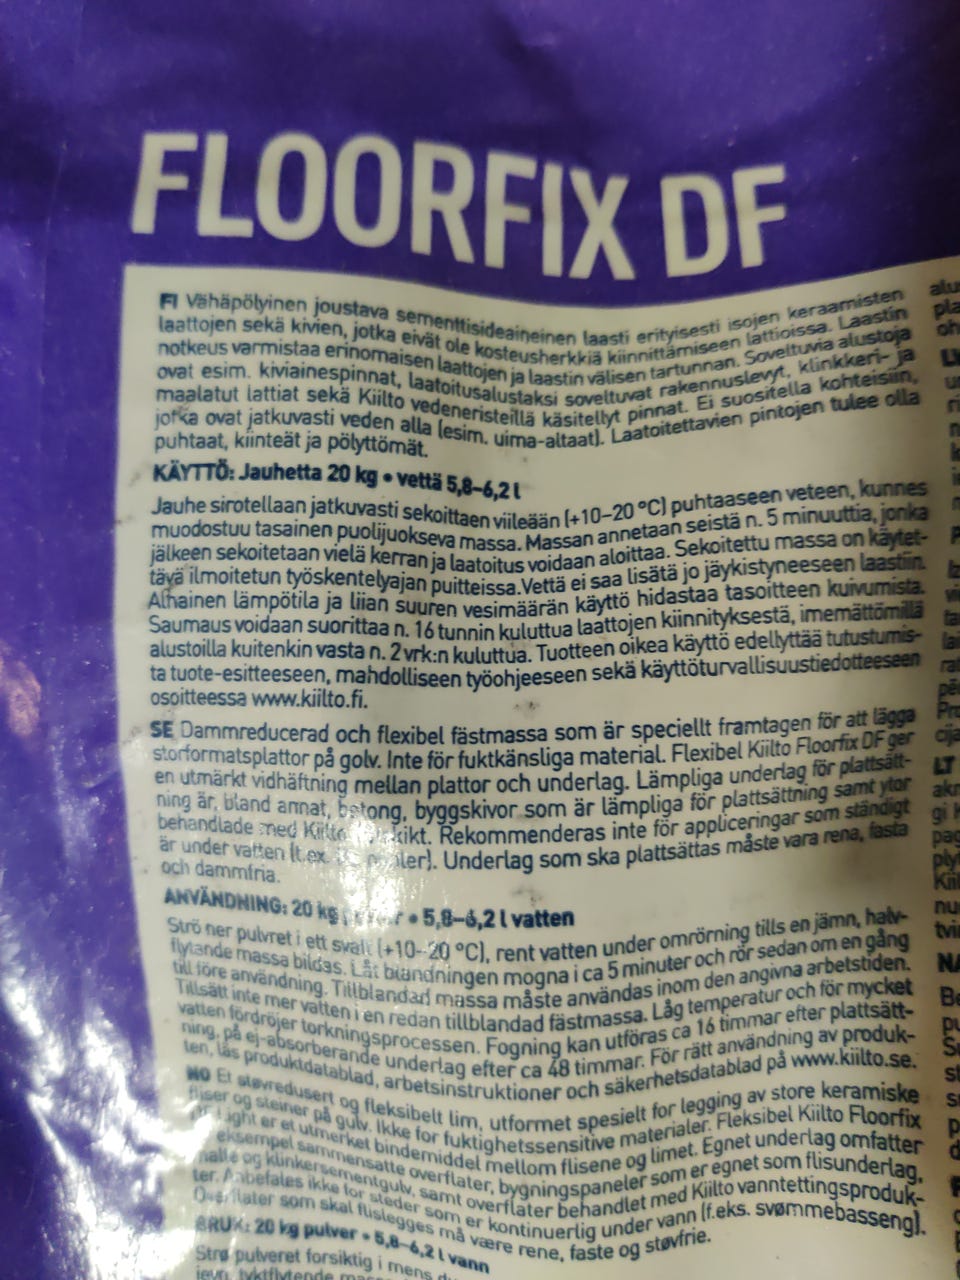 FLOORFIX DF
FI Vähäpölyinen joustava sementtisideaineinen laasti erityisesti isojen keraamisten
laattojen sekä kivien, jotka eivät ole kosteusherkkiä kiinnittämiseen lattioissa. Laastin
notkeus varmistaa erinomaisen laattojen ja laastin välisen tartunnan. Soveltuvia alustoja
ovat esim. kiviainespinnat, laatoitusalustaksi soveltuvat rakennuslevyt, klinkkeri- ja
maalatut lattiat sekä Kiilto vedeneristeillä käsitellyt pinnat. Ei suositella kohteisiin,
jotka ovat jatkuvasti veden alla (esim. uima-altaat). Laatoitettavien pintojen tulee olla
puhtaat, kiinteät ja pölyttömät.
KÄYTTÖ: Jauhetta 20 kg • vettä 5,8–6,2 l
Jauhe sirotellaan jatkuvasti sekoittaen viileään (+10–20 °C) puhtaaseen veteen, kunnes
muodostuu tasainen puolijuokseva massa. Massan annetaan seistä n. 5 minuuttia, jonka
jälkeen sekoitetaan vielä kerran ja laatoitus voidaan aloittaa. Sekoitettu massa on käytet-
tävä ilmoitetun työskentelyajan puitteissa. Vettä ei saa lisätä jo jäykistyneeseen laastiin.
Alhainen lämpötila ja liian suuren vesimäärän käyttö hidastaa tasoitteen kuivumista.
Saumaus voidaan suorittaa n. 16 tunnin kuluttua laattojen kiinnityksestä, imemättömillä
alustoilla kuitenkin vasta n. 2 vrk:n kuluttua. Tuotteen oikea käyttö edellyttää tutustumis-
ta tuote-esitteeseen, mahdolliseen työohjeeseen sekä käyttöturvallisuustiedotteeseen
osoitteessa www.kiilto.fi.
SE Dammreducerad och flexibel fästmassa som är speciellt framtagen för att lägga
storformatsplattor på golv. Inte för fuktkänsliga material. Flexibel Kiilto Floorfix DF ger
en utmärkt vidhäftning mellan plattor och underlag. Lämpliga underlag för plattsätt-
ning är, bland annat, betong, byggskivor som är lämpliga för plattsättning samt ytor
behandlade med Kiilto Rekommenderas inte för appliceringar som ständigt
är under vatten (t.ex. Underlag som ska plattsättas måste vara rena, fasta
och dammfria.
ANVÄNDNING: 20 kg • 5,8–6,2 l vatten
Strö ner pulvret i ett svalt (+10–20 °C), rent vatten under omrörning tills en jämn, halv-
flytande massa bildas. Låt blandningen mogna i ca 5 minuter och rör sedan om en gång
till före användning. Tillblandad massa måste användas inom den angivna arbetstiden.
Tillsätt inte mer vatten i en redan tillblandad fästmassa. Låg temperatur och för mycket
vatten fördröjer torkningsprocessen. Fogning kan utföras ca 16 timmar efter plattsätt-
ning, på ej-absorberande underlag efter ca 48 timmar. För rätt användning av produk-
ten, läs produktdatablad, arbetsinstruktioner och säkerhetsdatablad på www.kiilto.se.
NO Et støvredusert og fleksibelt lim, utformet spesielt for legging av store keramiske
fliser og steiner på gulv. Ikke for fuktighetssensitive materialer. Fleksibel Kiilto Floorfix
DF Light er et utmerket bindemiddel mellom flisene og limet. Egnet underlag omfatter
eksempel sammensatte overflater, bygningspaneler som er egnet som flisunderlag,
malte og klinkersementgulv, samt overflater behandlet med Kiilto vanntettingsproduk-
ter. Anbefales ikke for steder som er kontinuerlig under vann (f.eks. svømmebasseng).
Overflater som skal flislegges må være rene, faste og støvfrie.
BRUK: 20 kg pulver • 5,8–6,2 l vann
Strø pulveret forsiktig i mens
jevn, tyktflytende